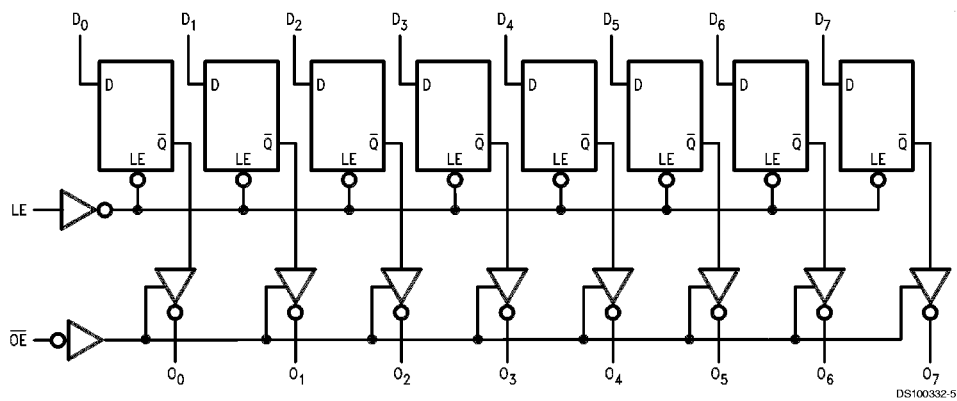 D₀ D₁ D₂ D₃ D₄ D₅ D₆ D₇
D D D D D D D D
Q̅ Q̅ Q̅ Q̅ Q̅ Q̅ Q̅ Q̅
LE LE LE LE LE LE LE LE
LE
O̅E̅
O₀ O₁ O₂ O₃ O₄ O₅ O₆ O₇
DS100332-5